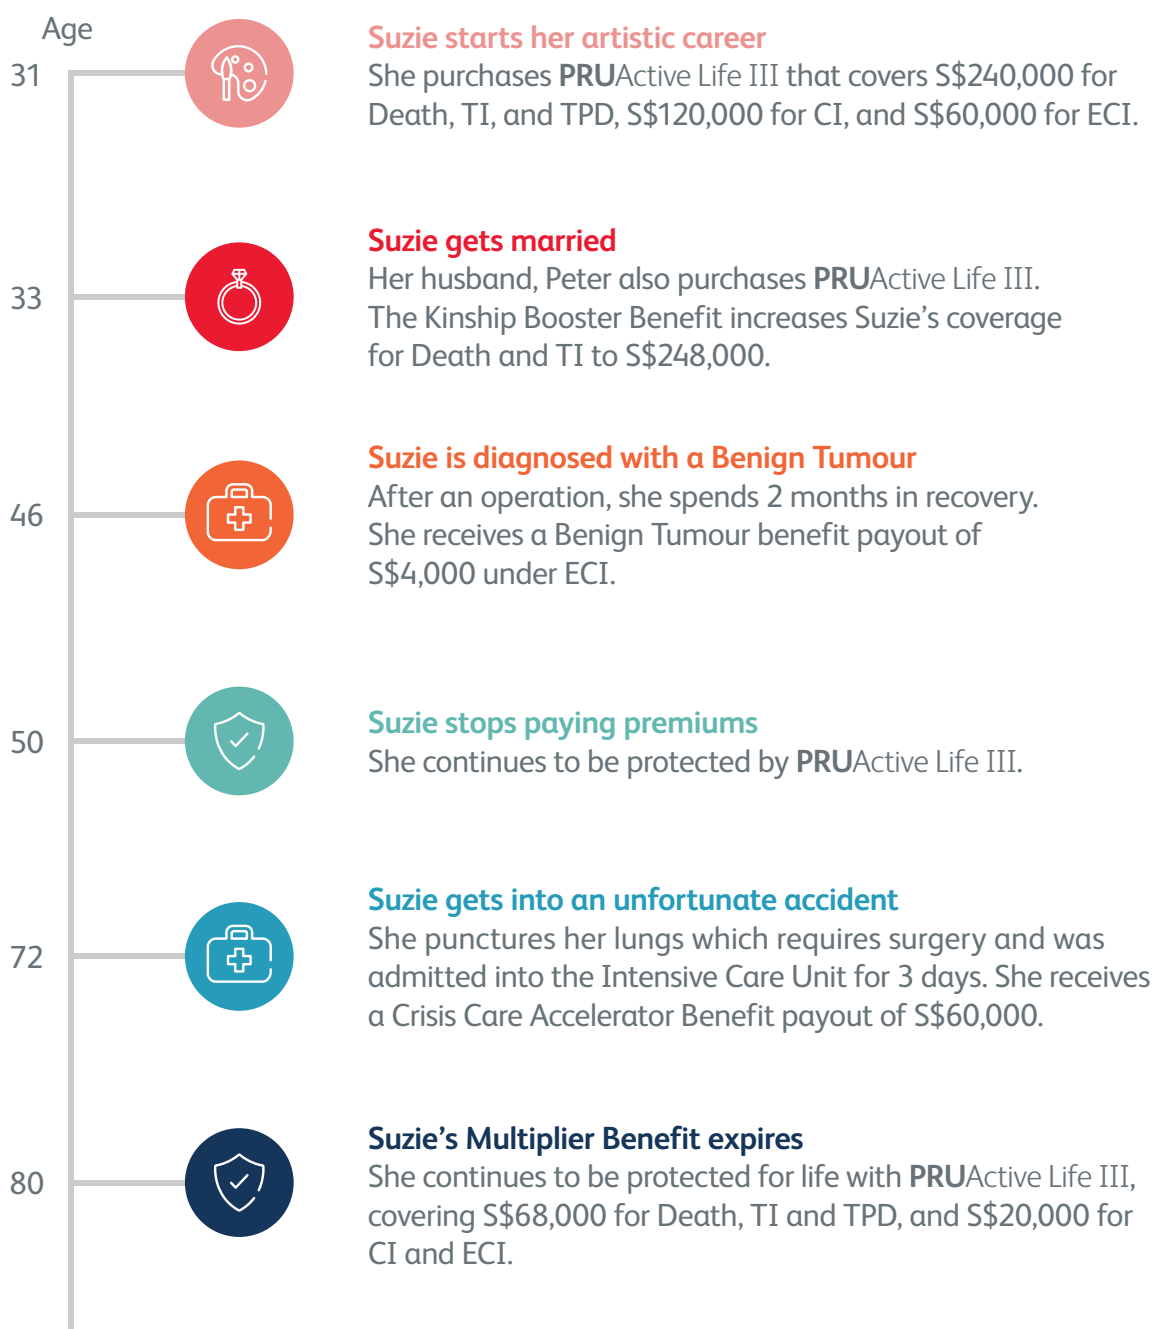 Age
31
Suzie starts her artistic career
She purchases PRUActive Life III that covers S$240,000 for
Death, TI, and TPD, S$120,000 for CI, and S$60,000 for ECI.
33
Suzie gets married
Her husband, Peter also purchases PRUActive Life III.
The Kinship Booster Benefit increases Suzie’s coverage
for Death and TI to S$248,000.
46
Suzie is diagnosed with a Benign Tumour
After an operation, she spends 2 months in recovery.
She receives a Benign Tumour benefit payout of
S$4,000 under ECI.
50
Suzie stops paying premiums
She continues to be protected by PRUActive Life III.
72
Suzie gets into an unfortunate accident
She punctures her lungs which requires surgery and was
admitted into the Intensive Care Unit for 3 days. She receives
a Crisis Care Accelerator Benefit payout of S$60,000.
80
Suzie’s Multiplier Benefit expires
She continues to be protected for life with PRUActive Life III,
covering S$68,000 for Death, TI and TPD, and S$20,000 for
CI and ECI.